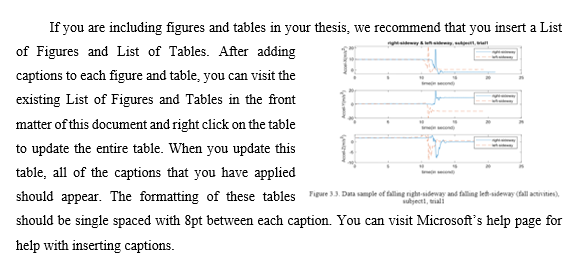 If you are including figures and tables in your thesis, we recommend that you insert a List
of Figures and List of Tables. After adding
captions to each figure and table, you can visit the
existing List of Figures and Tables in the front
matter of this document and right click on the table
to update the entire table. When you update this
table, all of the captions that you have applied
should appear. The formatting of these tables
right-sideway & left-sideway, subject1, trial1
time(in second)
time(in second)
time(in second)
Figure 3.3. Data sample of falling right-sideway and falling left-sideway (fall activities),
subject1, trial1
should be single spaced with 8pt between each caption. You can visit Microsoft's help page for
help with inserting captions.